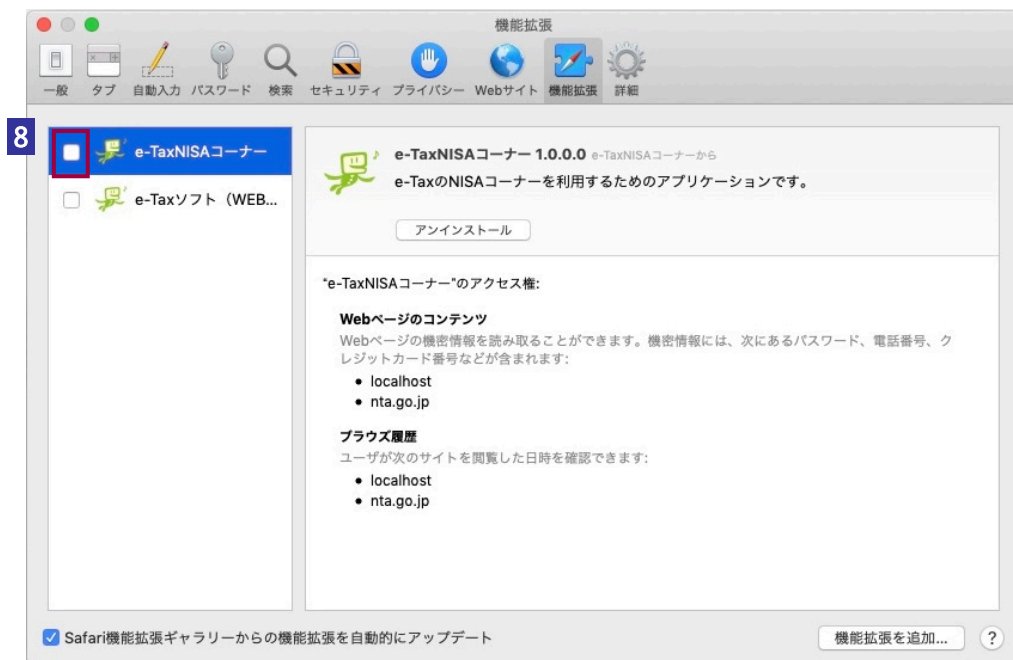 機能拡張
一般 タブ 自動入力 パスワード 検索 セキュリティ プライバシー Webサイト 機能拡張 詳細
8
e-TaxNISAコーナー
e-Taxソフト（WEB...
e-TaxNISAコーナー 1.0.0.0 e-TaxNISAコーナーから
e-TaxのNISAコーナーを利用するためのアプリケーションです。
アンインストール
"e-TaxNISAコーナー"のアクセス権:
Webページのコンテンツ
Webページの機密情報を読み取ることができます。機密情報には、次にあるパスワード、電話番号、ク
レジットカード番号などが含まれます:
• localhost
• nta.go.jp
ブラウズ履歴
ユーザが次のサイトを閲覧した日時を確認できます:
• localhost
• nta.go.jp
Safari機能拡張ギャラリーからの機能拡張を自動的にアップデート
機能拡張を追加... ?